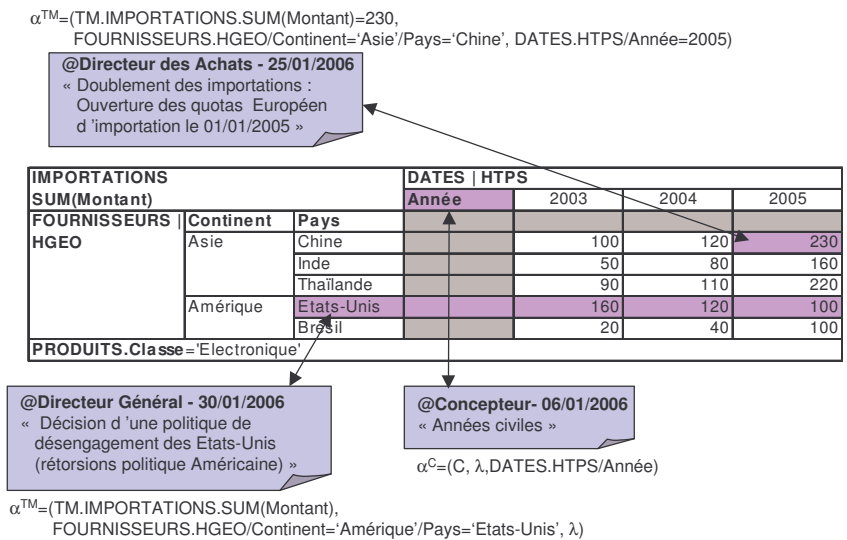 α^TM=(TM.IMPORTATIONS.SUM(Montant)=230,
FOURNISSEURS.HGEO/Continent=‘Asie’/Pays=‘Chine’, DATES.HTPS/Année=2005)
@Directeur des Achats - 25/01/2006
« Doublement des importations :
Ouverture des quotas Européen
d ’importation le 01/01/2005 »
IMPORTATIONS DATES | HTPS
SUM(Montant) Année 2003 2004 2005
FOURNISSEURS | Continent Pays
HGEO Asie Chine 100 120 230
Inde 50 80 160
Thaïlande 90 110 220
Amérique Etats-Unis 160 120 100
Brésil 20 40 100
PRODUITS.Classe='Electronique'
@Directeur Général - 30/01/2006
« Décision d ’une politique de
désengagement des Etats-Unis
(rétorsions politique Américaine) »
@Concepteur- 06/01/2006
« Années civiles »
α^C=(C, λ,DATES.HTPS/Année)
α^TM=(TM.IMPORTATIONS.SUM(Montant),
FOURNISSEURS.HGEO/Continent=‘Amérique’/Pays=‘Etats-Unis’, λ)